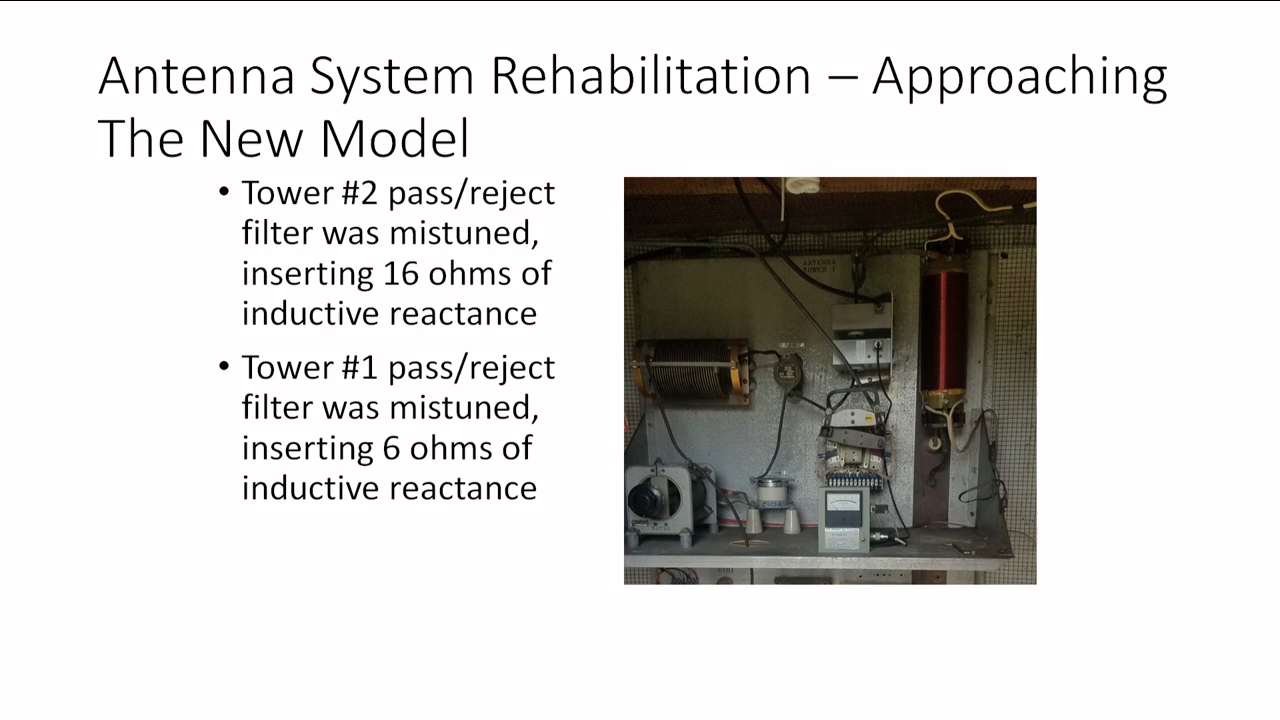 Antenna System Rehabilitation – Approaching
The New Model
• Tower #2 pass/reject
filter was mistuned,
inserting 16 ohms of
inductive reactance
• Tower #1 pass/reject
filter was mistuned,
inserting 6 ohms of
inductive reactance
ANTENNA